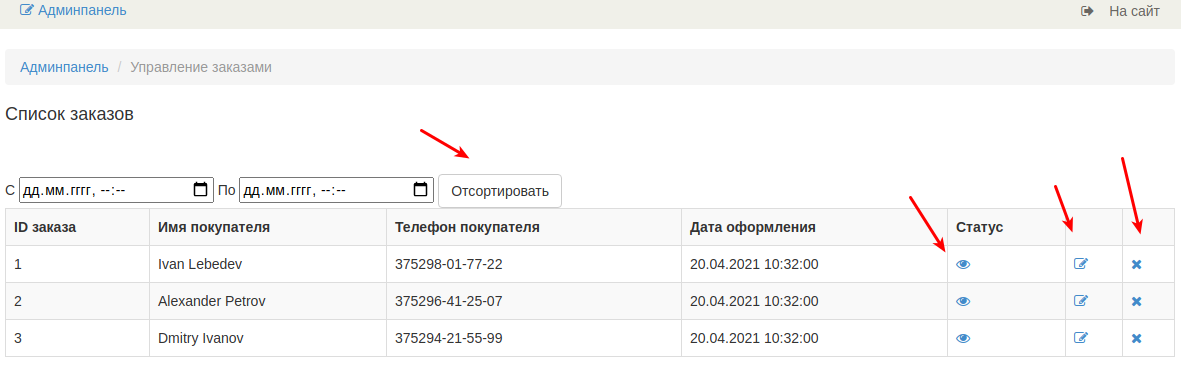 Админпанель На сайт
Админпанель / Управление заказами
Список заказов
С дд.мм.гггг, --:-- По дд.мм.гггг, --:-- Отсортировать
ID заказа Имя покупателя Телефон покупателя Дата оформления Статус
1 Ivan Lebedev 375298-01-77-22 20.04.2021 10:32:00
2 Alexander Petrov 375296-41-25-07 20.04.2021 10:32:00
3 Dmitry Ivanov 375294-21-55-99 20.04.2021 10:32:00